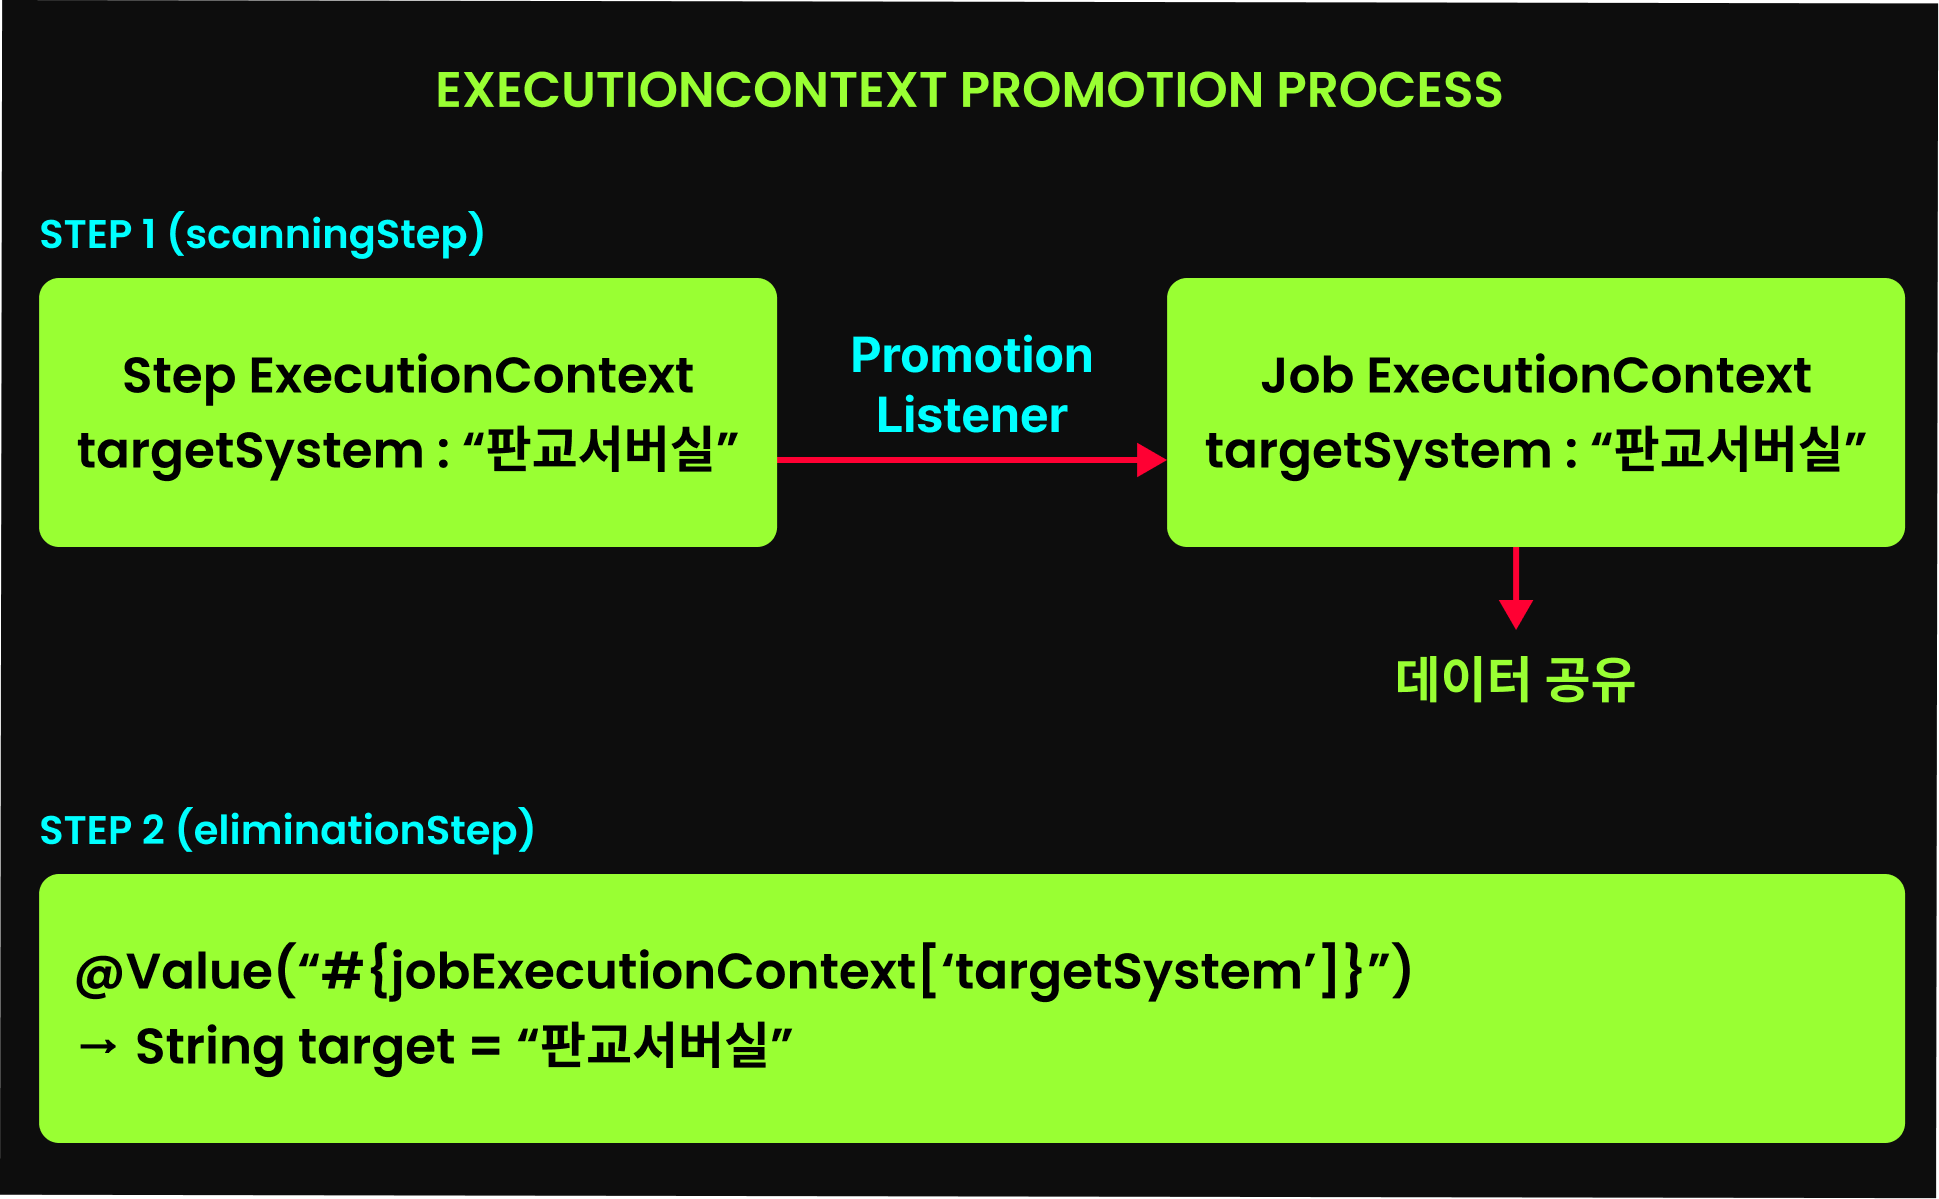 EXECUTIONCONTEXT PROMOTION PROCESS
STEP 1 (scanningStep)
Step ExecutionContext
targetSystem : “판교서버실”
Promotion
Listener
Job ExecutionContext
targetSystem : “판교서버실”
데이터 공유
STEP 2 (eliminationStep)
@Value(“#{jobExecutionContext[‘targetSystem’]}”)
→ String target = “판교서버실”